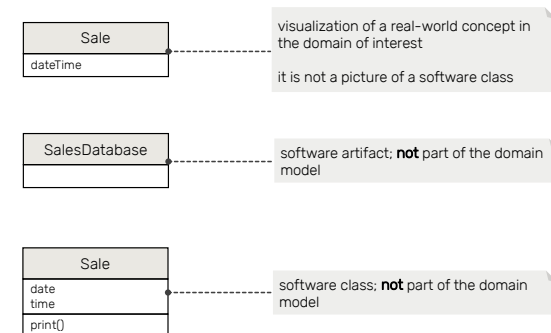 Sale
dateTime
visualization of a real-world concept in
the domain of interest
it is not a picture of a software class
SalesDatabase
software artifact; not part of the domain
model
Sale
date
time
print()
software class; not part of the domain
model